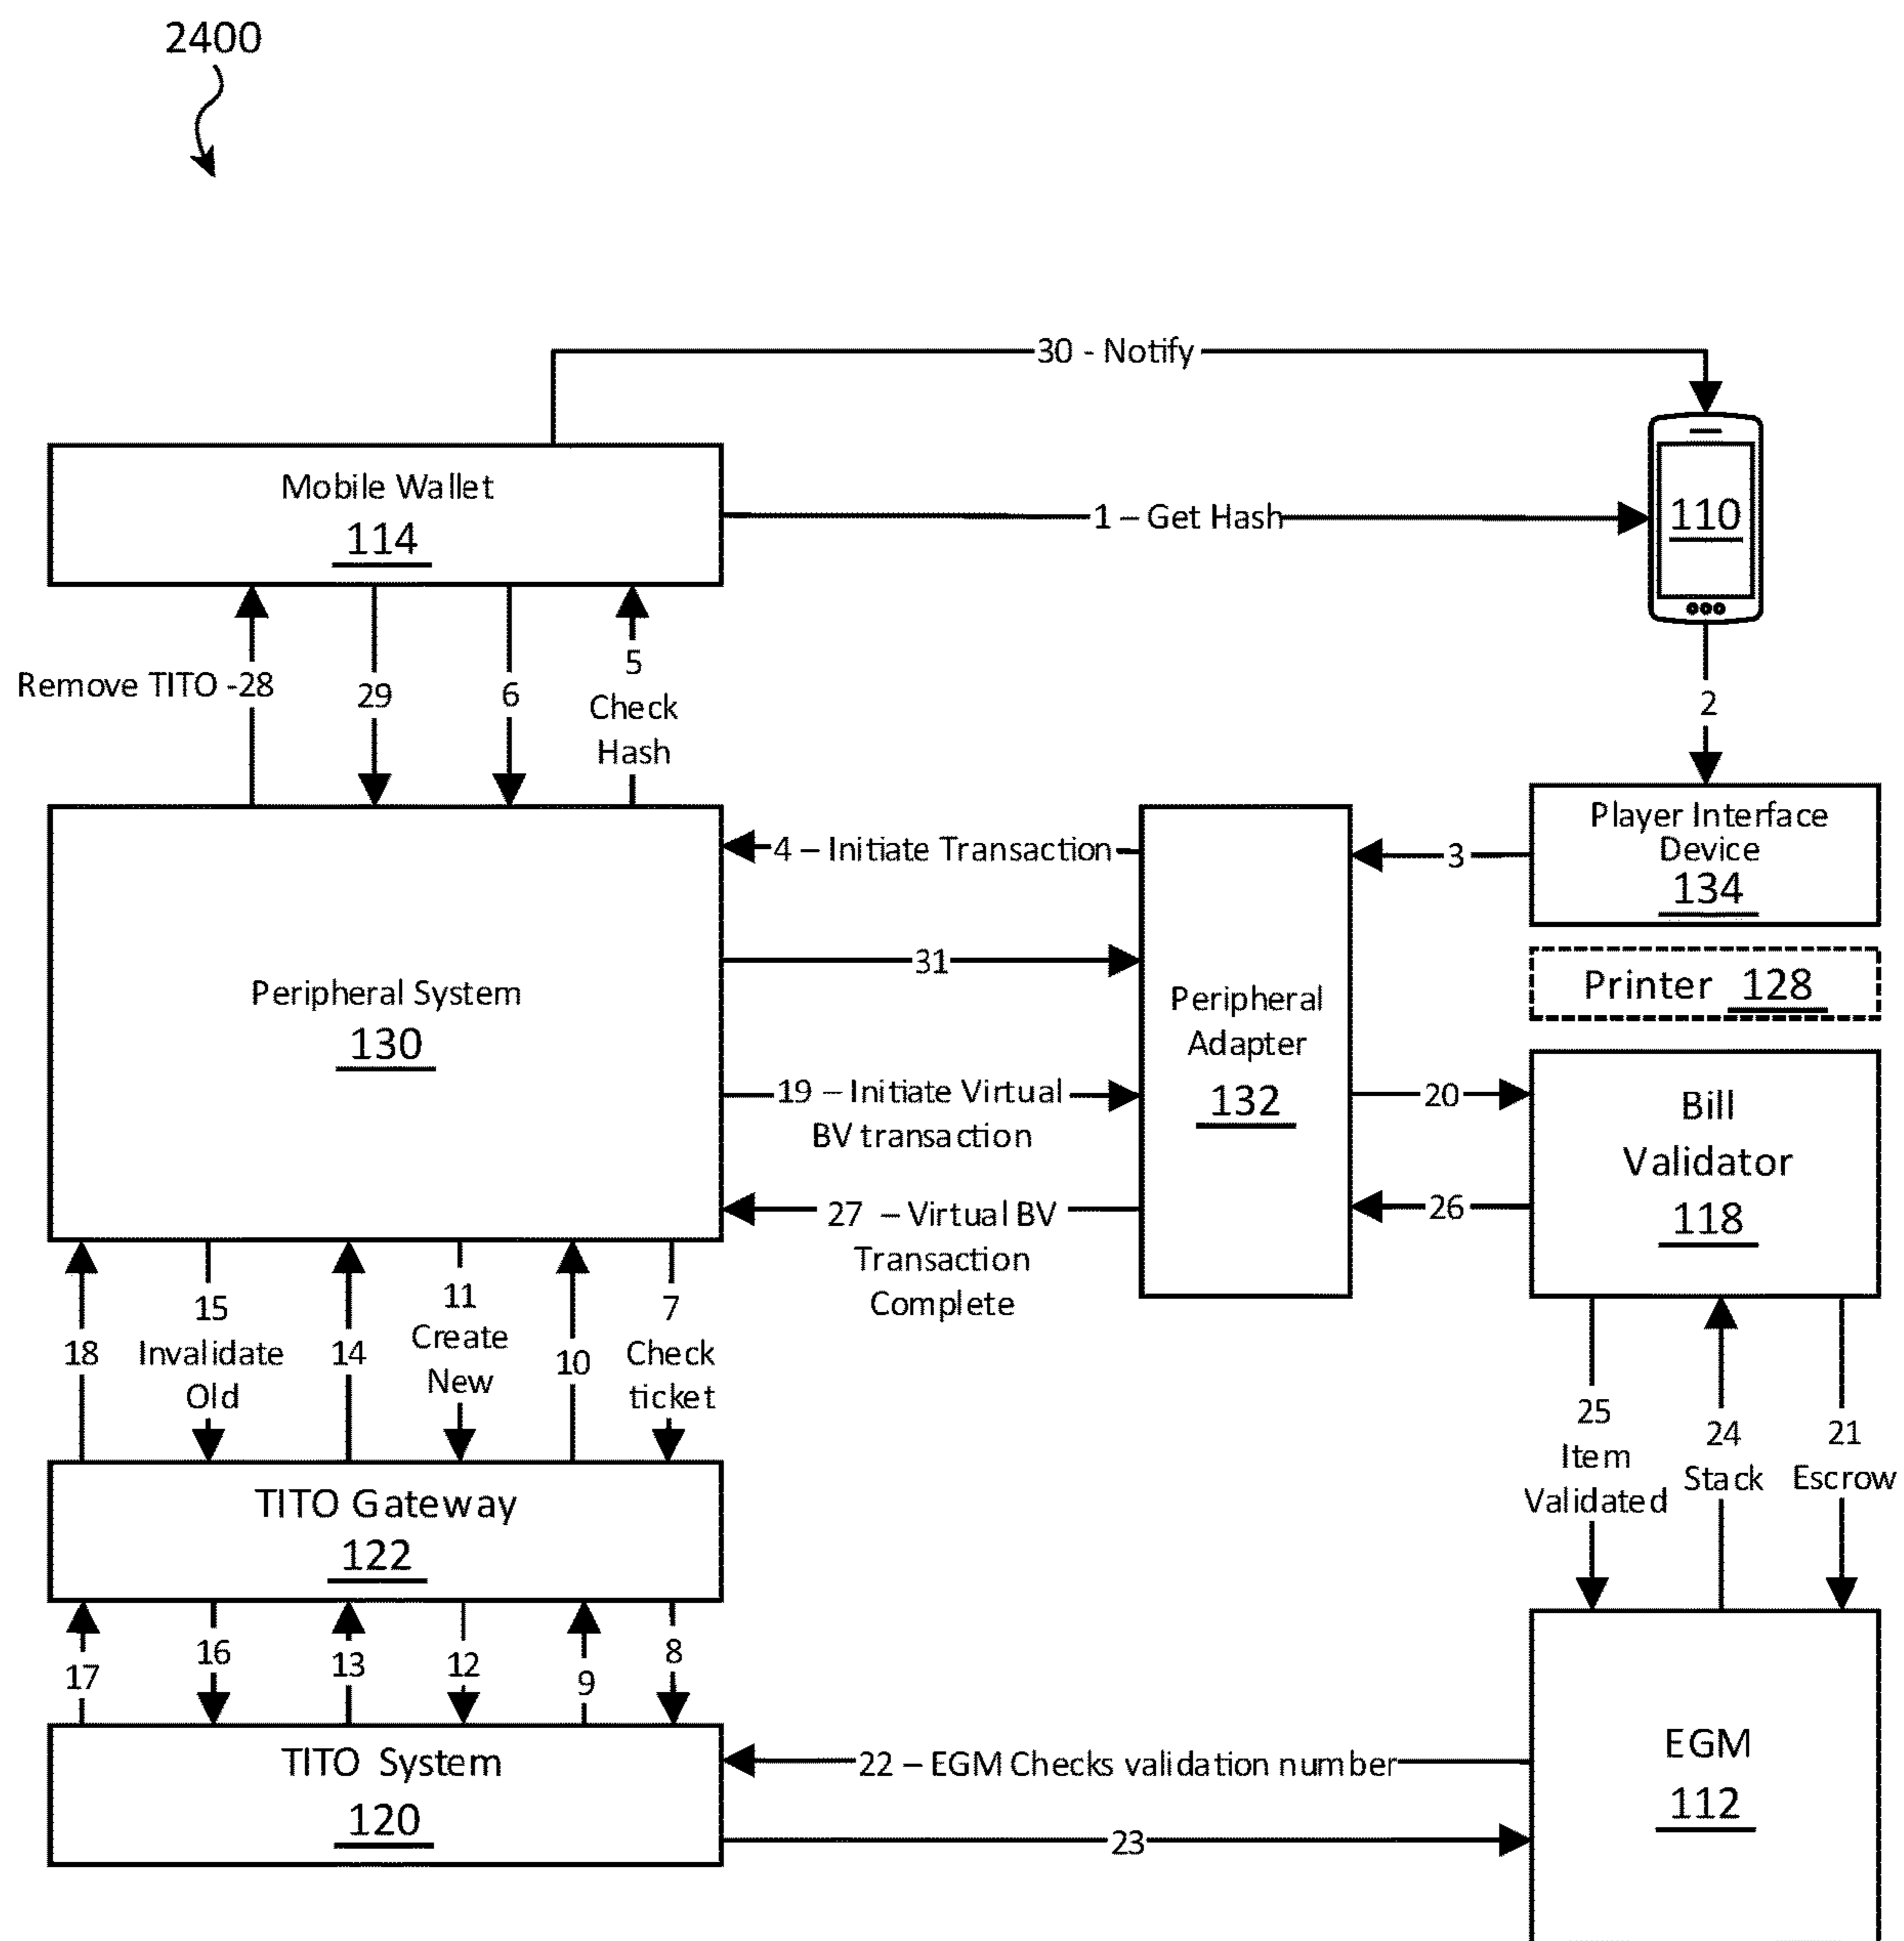 2400
30 - Notify
Mobile Wallet
114
1 – Get Hash
110
Remove TITO -28
29
6
5
Check
Hash
2
Player Interface
Device
134
4 – Initiate Transaction
3
31
Printer 128
Peripheral System
130
Peripheral
Adapter
132
19 – Initiate Virtual
BV transaction
20
Bill
Validator
118
27 – Virtual BV
Transaction
Complete
26
18
15
Invalidate
Old
14
11
Create
New
10
7
Check
ticket
25
Item
Validated
24
Stack
21
Escrow
TITO Gateway
122
17
16
13
12
9
8
TITO System
120
22 – EGM Checks validation number
23
EGM
112